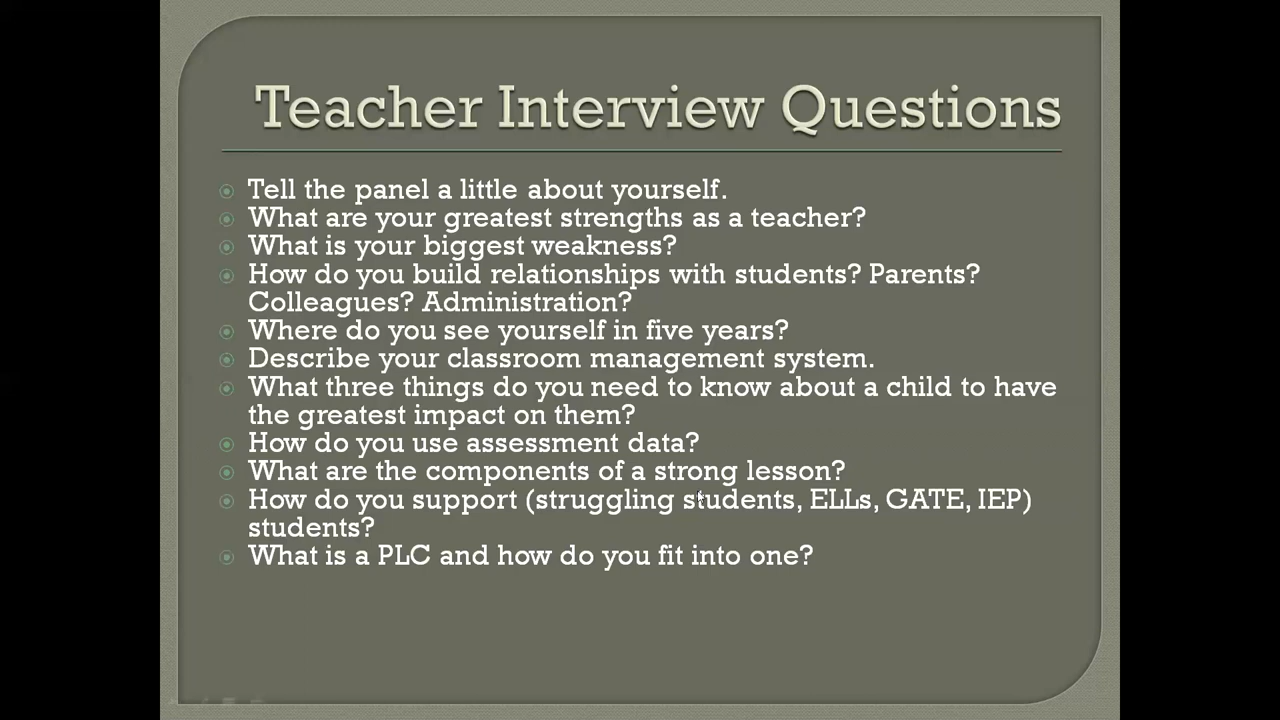 Teacher Interview Questions
Tell the panel a little about yourself.
What are your greatest strengths as a teacher?
What is your biggest weakness?
How do you build relationships with students? Parents?
Colleagues? Administration?
Where do you see yourself in five years?
Describe your classroom management system.
What three things do you need to know about a child to have
the greatest impact on them?
How do you use assessment data?
What are the components of a strong lesson?
How do you support (struggling students, ELLs, GATE, IEP)
students?
What is a PLC and how do you fit into one?